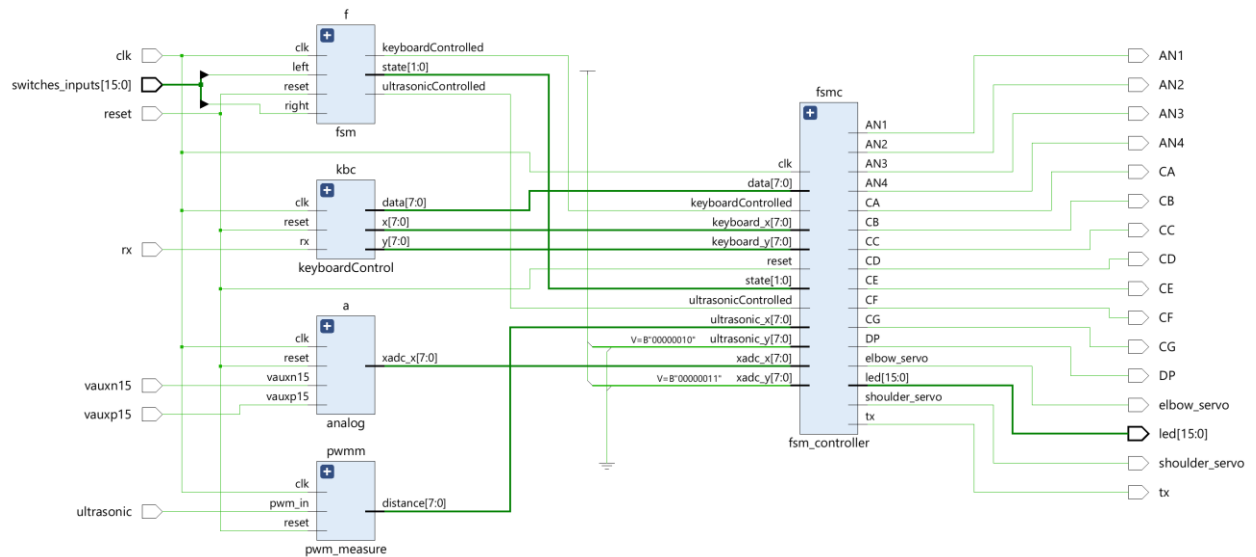 clk
switches_inputs[15:0]
reset
rx
vauxn15
vauxp15
ultrasonic
f
clk
left
reset
right
keyboardControlled
state[1:0]
ultrasonicControlled
fsm
kbc
clk
reset
rx
data[7:0]
x[7:0]
y[7:0]
keyboardControl
a
clk
reset
vauxn15
vauxp15
xadc_x[7:0]
analog
pwmm
clk
pwm_in
reset
distance[7:0]
pwm_measure
V=B"00000010"
V=B"00000011"
fsmc
clk
data[7:0]
keyboardControlled
keyboard_x[7:0]
keyboard_y[7:0]
reset
state[1:0]
ultrasonicControlled
ultrasonic_x[7:0]
ultrasonic_y[7:0]
xadc_x[7:0]
xadc_y[7:0]
AN1
AN2
AN3
AN4
CA
CB
CC
CD
CE
CF
CG
DP
elbow_servo
led[15:0]
shoulder_servo
tx
fsm_controller
AN1
AN2
AN3
AN4
CA
CB
CC
CD
CE
CF
CG
DP
elbow_servo
led[15:0]
shoulder_servo
tx